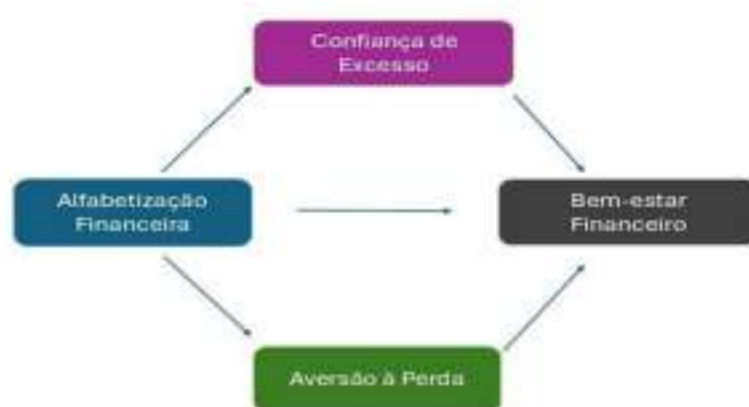 Confiança de
Excesso
Alfabetização
Financeira
Bem-estar
Financeiro
Aversão à Perda